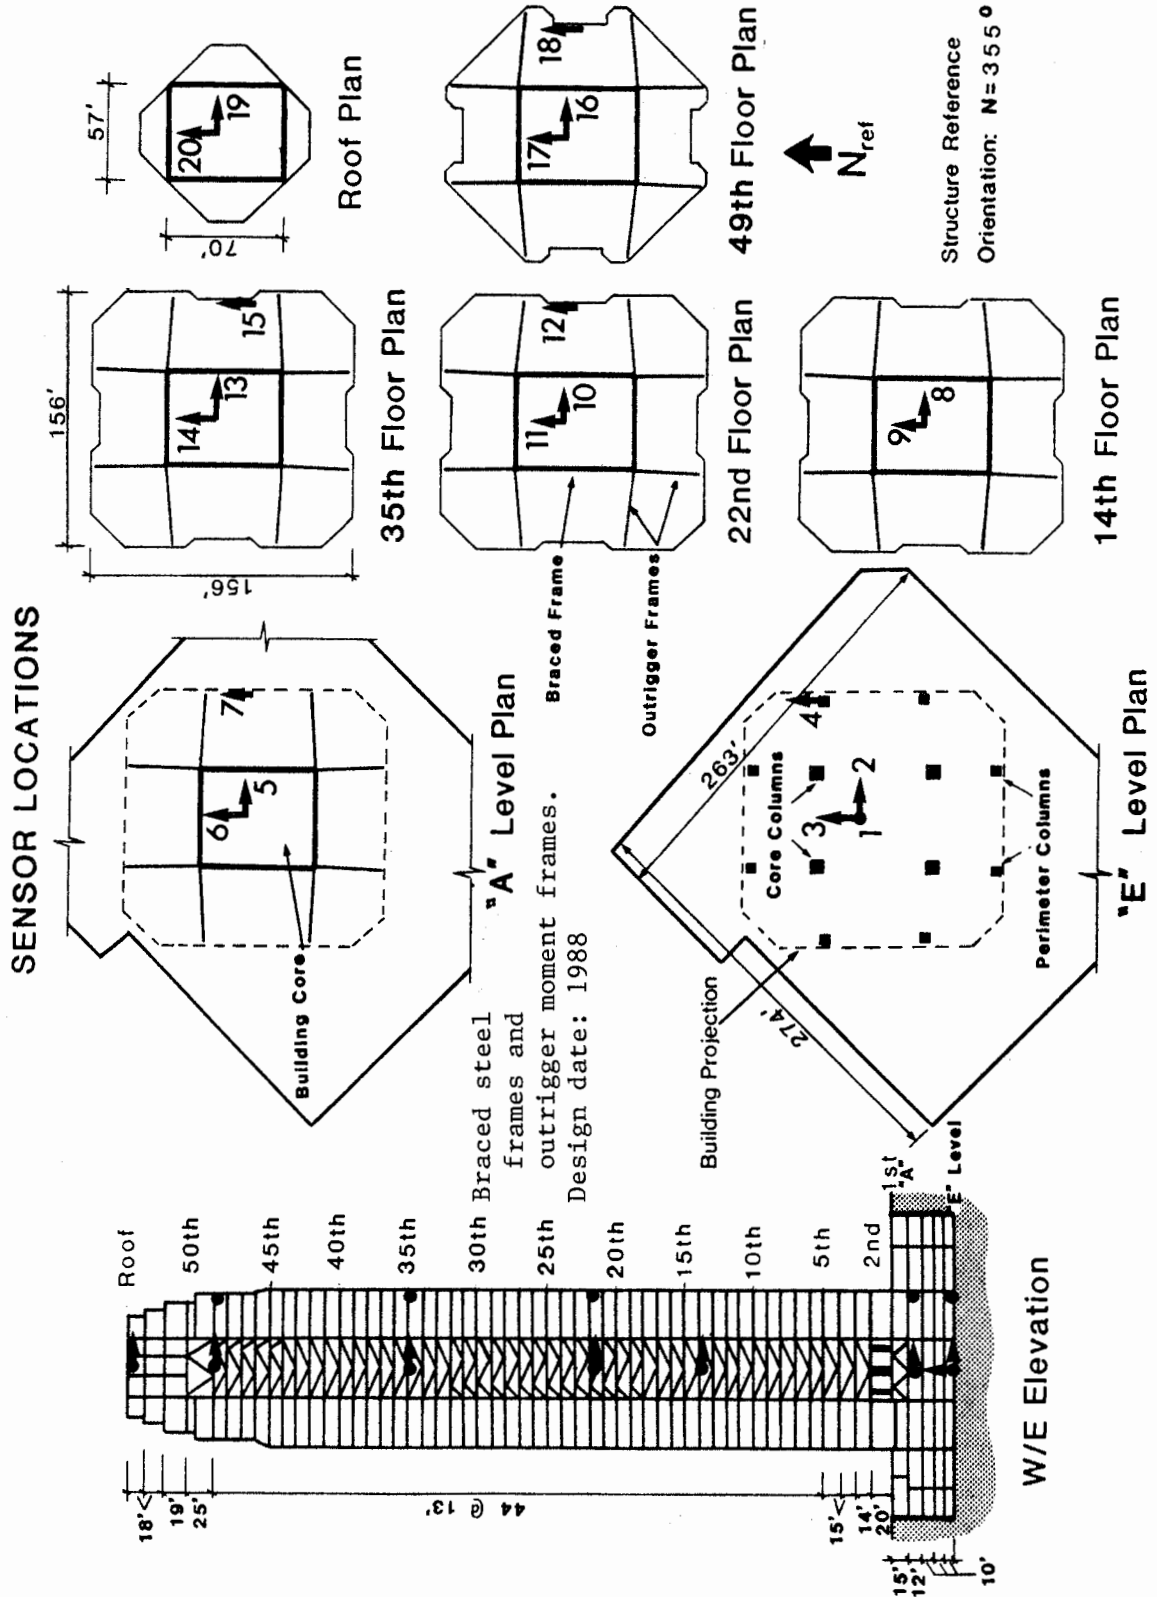 SENSOR LOCATIONS
W/E Elevation
Roof
50th
45th
40th
35th
30th
25th
20th
15th
10th
5th
2nd
1st
"A"
"E" Level
18'
19'
25'
44 @ 13'
15'
14'
20'
15'
12'
10'
"A" Level Plan
5
6
7
Building Core
Braced steel
frames and
outrigger moment frames.
Design date: 1988
"E" Level Plan
263'
274'
Building Projection
Core Columns
Perimeter Columns
1
2
3
4
156'
156'
35th Floor Plan
13
14
15
22nd Floor Plan
10
11
12
Braced Frame
Outrigger Frames
14th Floor Plan
8
9
57'
70'
Roof Plan
19
20
49th Floor Plan
16
17
18
Nref
Structure Reference
Orientation: N=355°